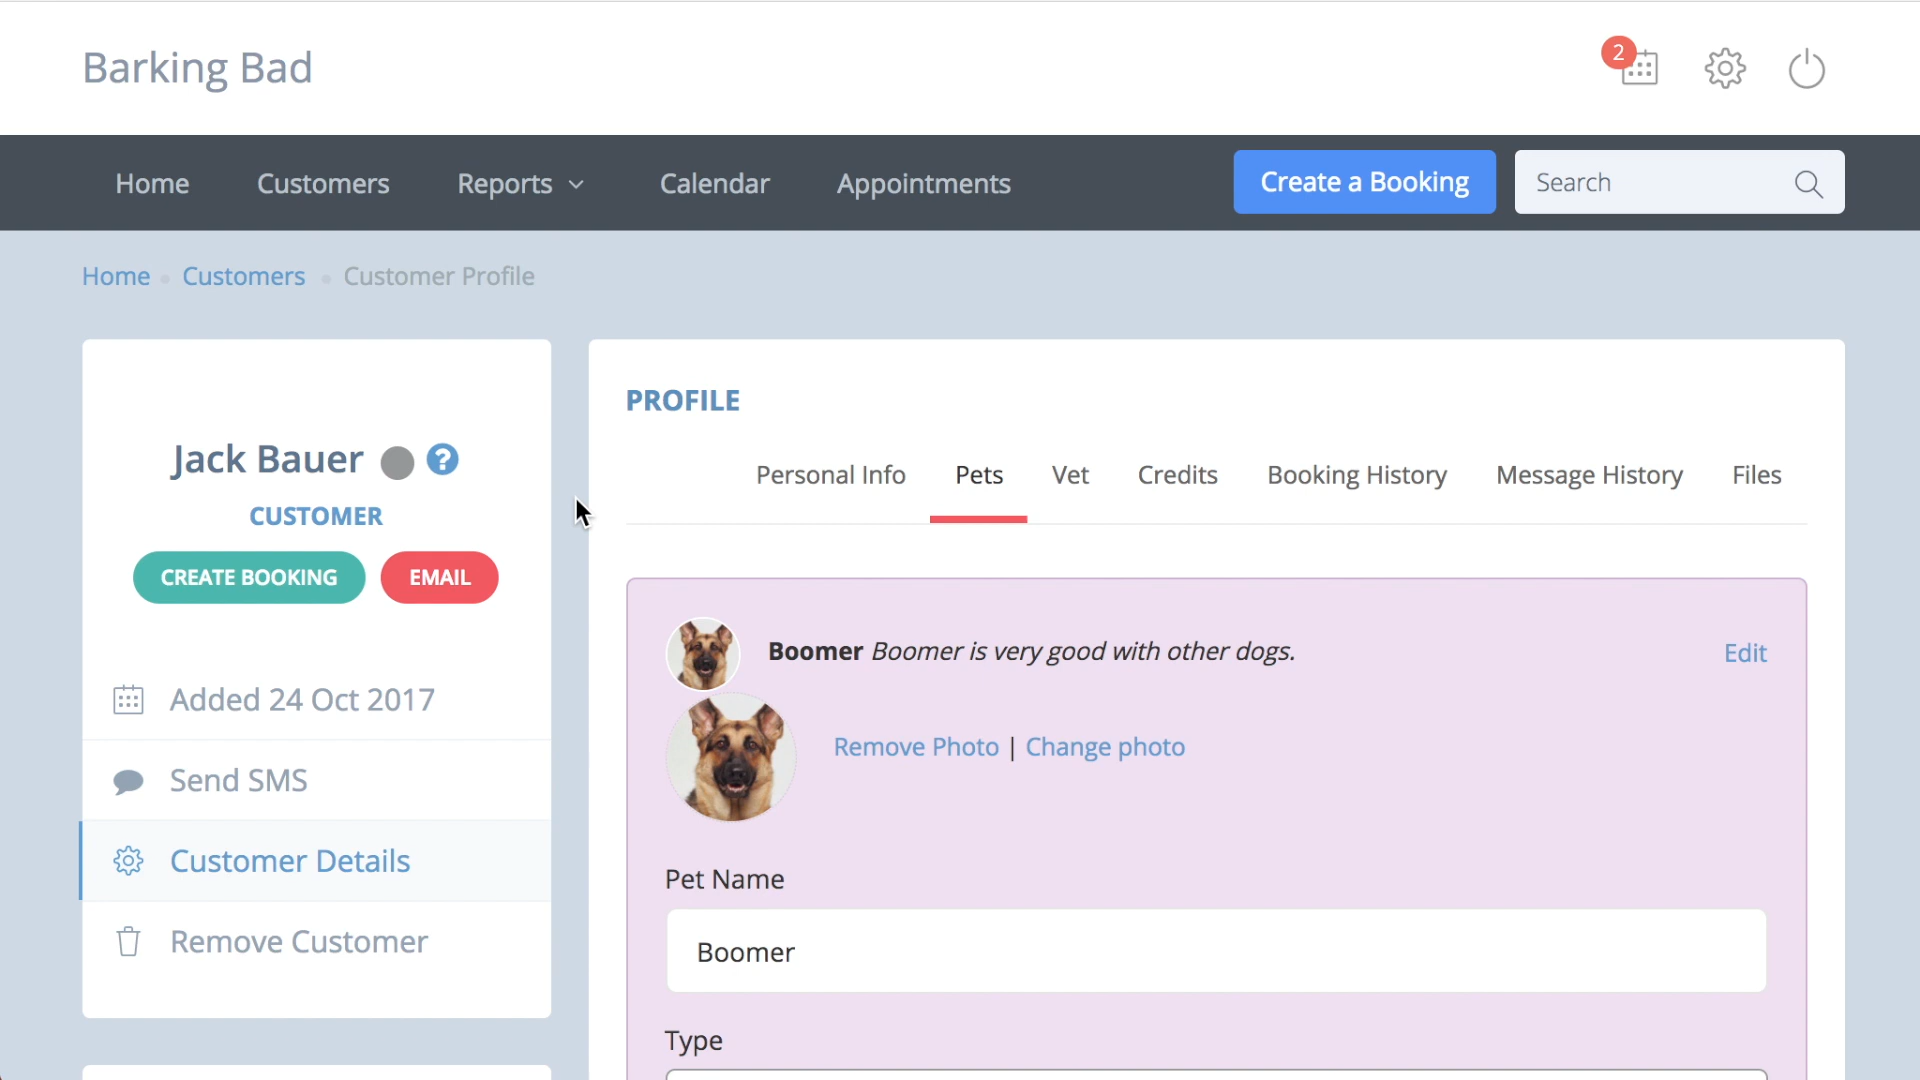 Barking Bad
2
Home Customers Reports Calendar Appointments Create a Booking Search
Home Customers Customer Profile
PROFILE
Personal Info Pets Vet Credits Booking History Message History Files
Jack Bauer ?
CUSTOMER
CREATE BOOKING EMAIL
Added 24 Oct 2017
Send SMS
Customer Details
Remove Customer
Boomer Boomer is very good with other dogs. Edit
Remove Photo | Change photo
Pet Name
Boomer
Type